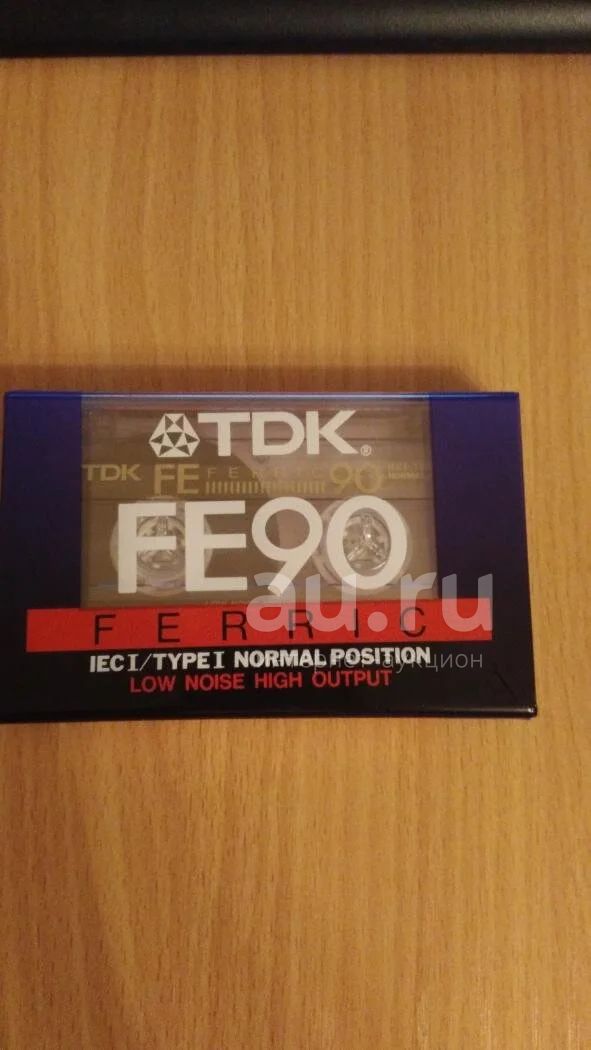 TDK®
TDK FE FERRIC 90
FE90
au.ru
FERRIC
IEC I/TYPE I NORMAL POSITION
аукцион
LOW NOISE HIGH OUTPUT